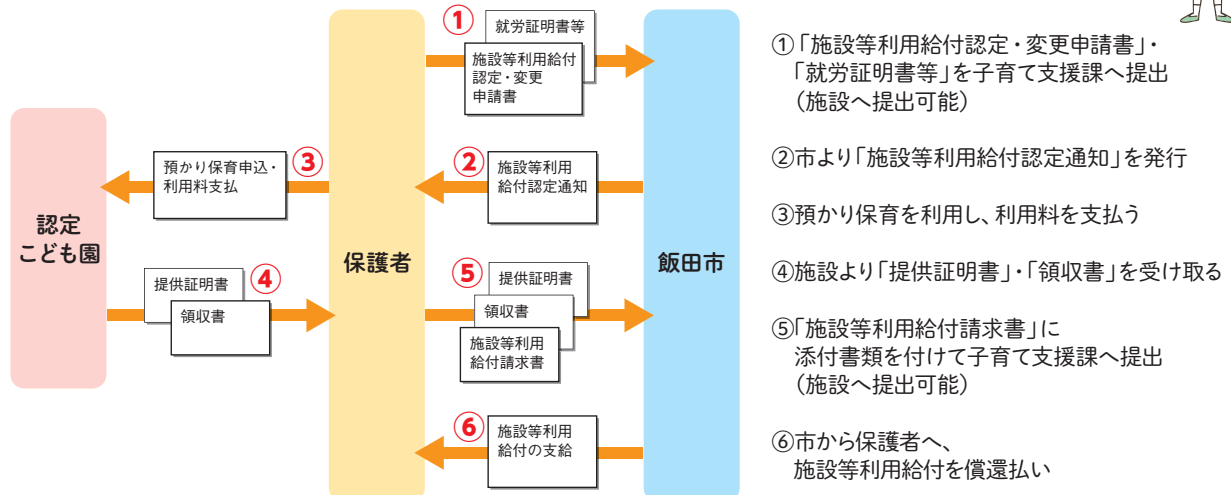 認定
こども園
保護者
飯田市
①
就労証明書等
施設等利用給付
認定・変更
申請書
②
施設等利用
給付認定通知
③
預かり保育申込・
利用料支払
④
提供証明書
領収書
⑤
提供証明書
領収書
施設等利用
給付請求書
⑥
施設等利用
給付の支給
①「施設等利用給付認定・変更申請書」・
「就労証明書等」を子育て支援課へ提出
(施設へ提出可能)
②市より「施設等利用給付認定通知」を発行
③預かり保育を利用し、利用料を支払う
④施設より「提供証明書」・「領収書」を受け取る
⑤「施設等利用給付請求書」に
添付書類を付けて子育て支援課へ提出
(施設へ提出可能)
⑥市から保護者へ、
施設等利用給付を償還払い